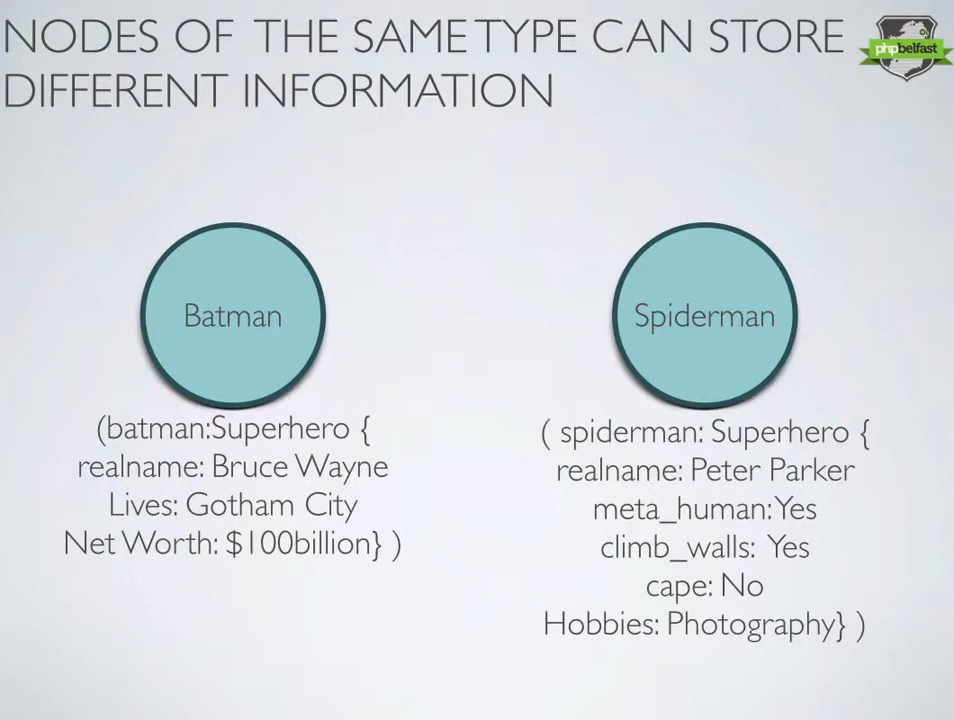 NODES OF THE SAME TYPE CAN STORE
DIFFERENT INFORMATION
phpbelfast
Batman
(batman:Superhero {
realname: Bruce Wayne
Lives: Gotham City
Net Worth: $100billion} )
Spiderman
( spiderman: Superhero {
realname: Peter Parker
meta_human: Yes
climb_walls: Yes
cape: No
Hobbies: Photography} )